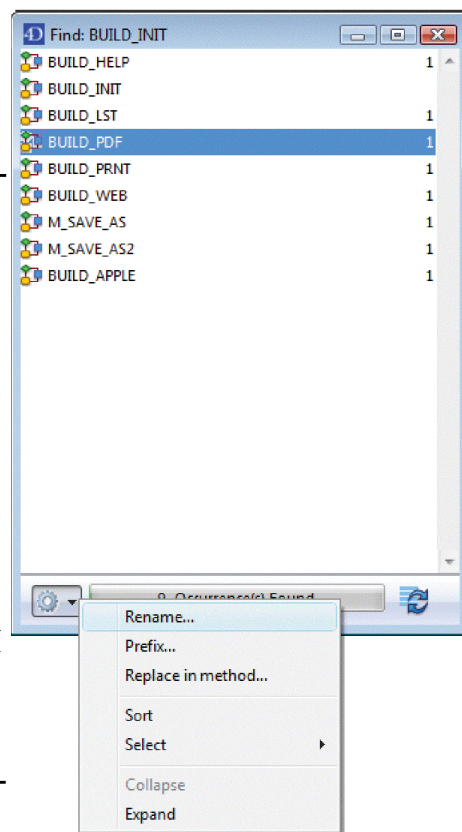 4D Find: BUILD_INIT
BUILD_HELP 1
BUILD_INIT
BUILD_LST 1
BUILD_PDF 1
BUILD_PRNT 1
BUILD_WEB 1
M_SAVE_AS 1
M_SAVE_AS2 1
BUILD_APPLE 1
9 Occurrence(s) Found
Rename...
Prefix...
Replace in method...
Sort
Select
Collapse
Expand